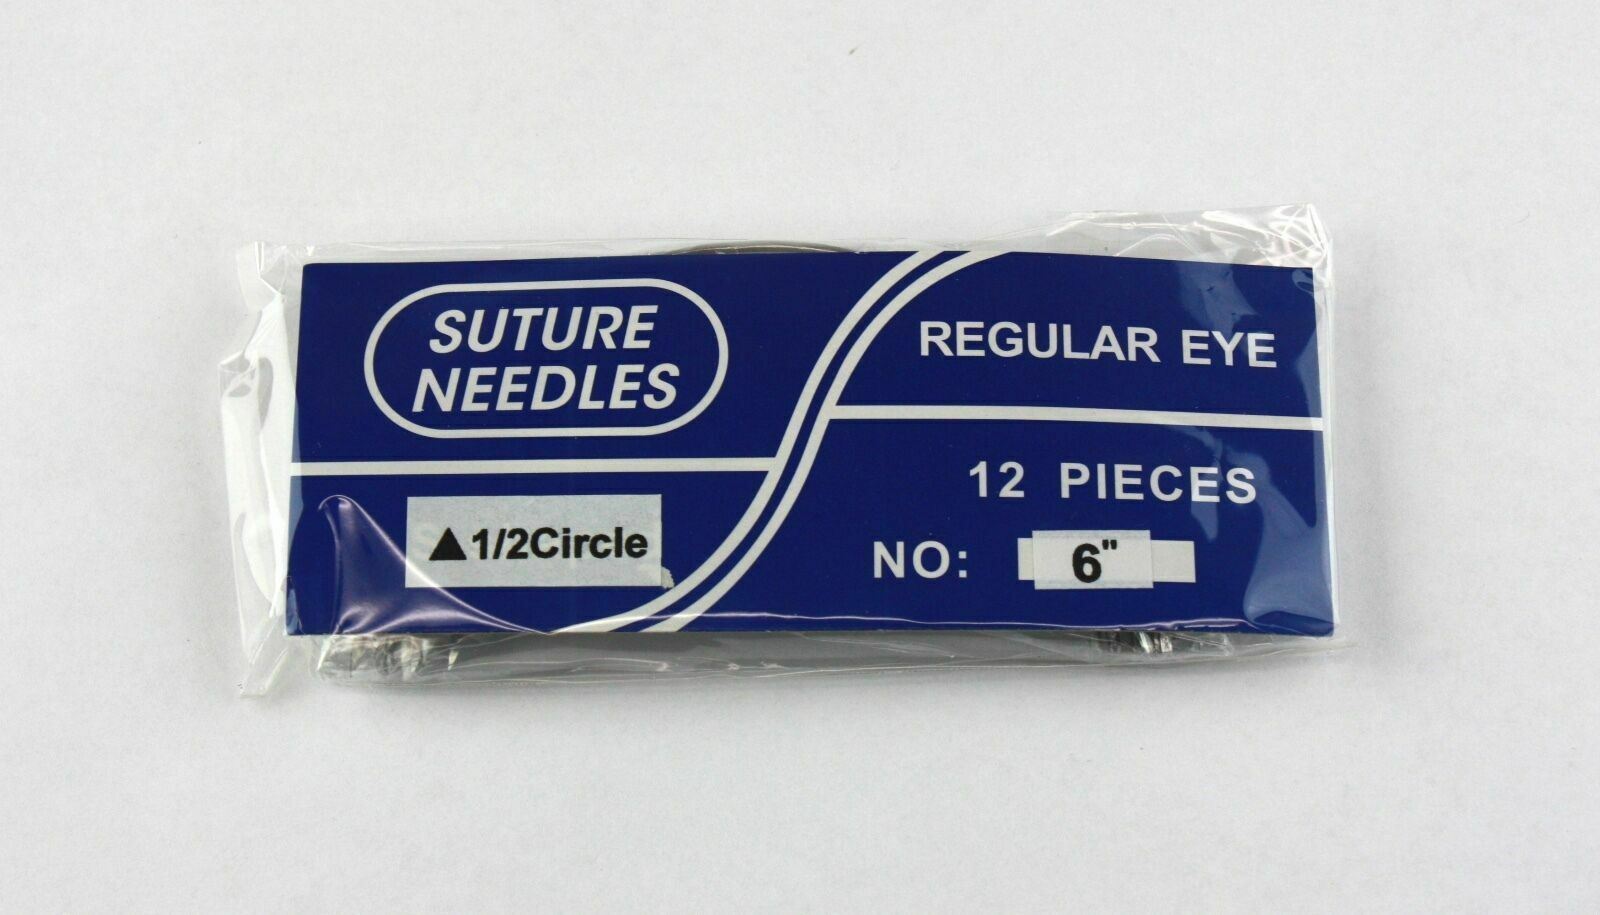 SUTURE
NEEDLES
REGULAR EYE
12 PIECES
▲1/2Circle
NO: 6"